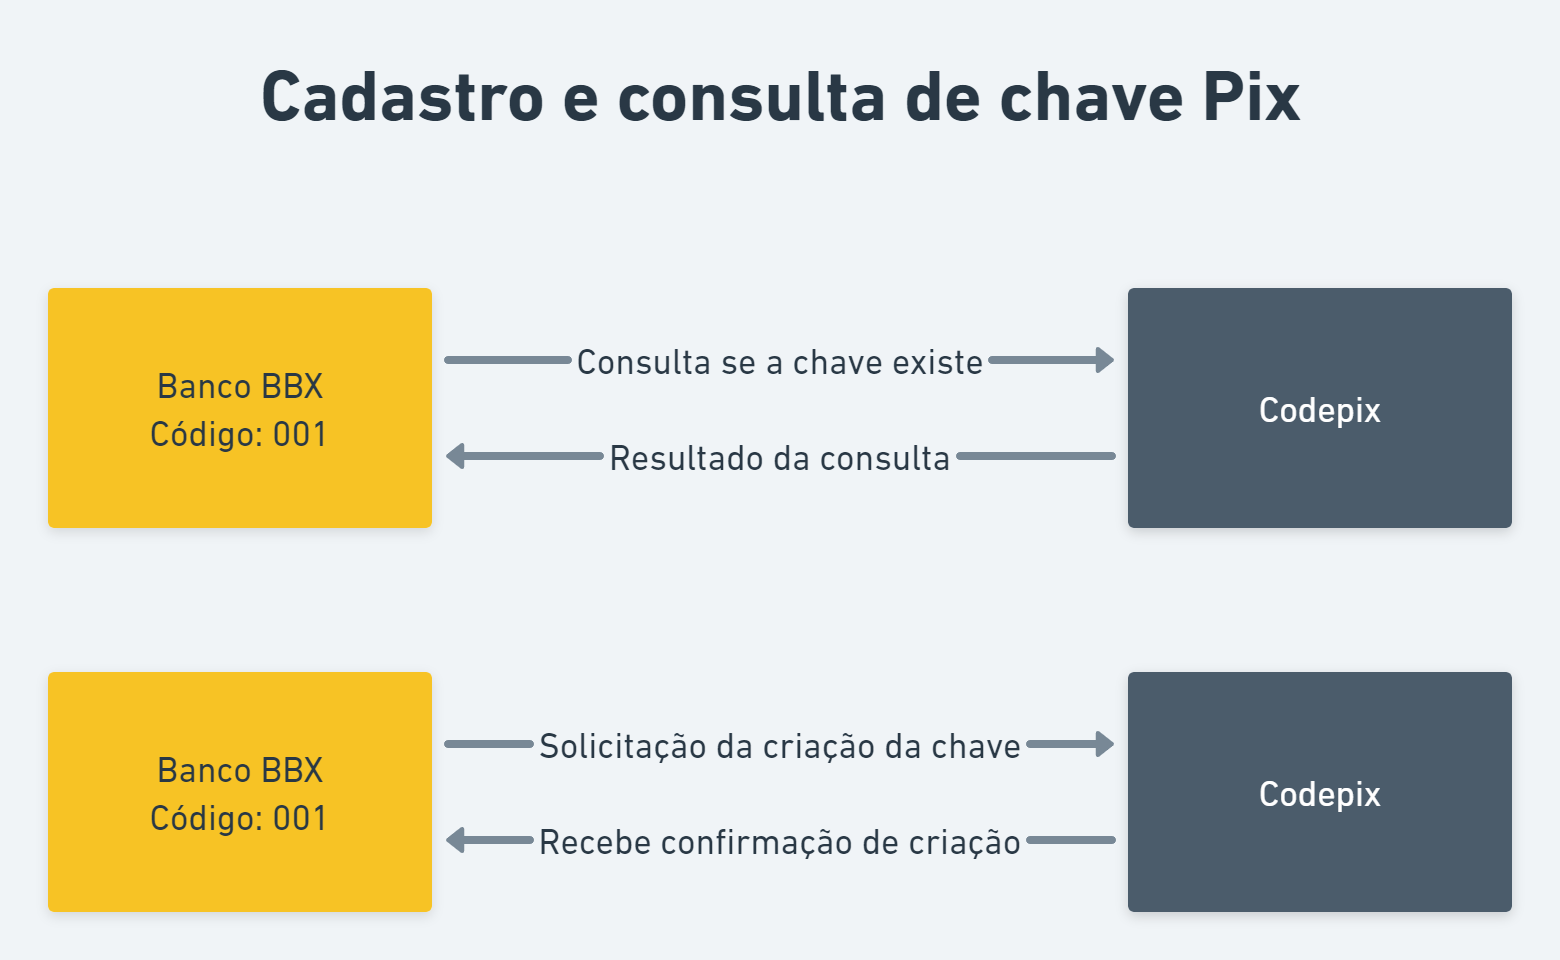 Cadastro e consulta de chave Pix
Banco BBX
Código: 001
Consulta se a chave existe
Resultado da consulta
Codepix
Banco BBX
Código: 001
Solicitação da criação da chave
Recebe confirmação de criação
Codepix